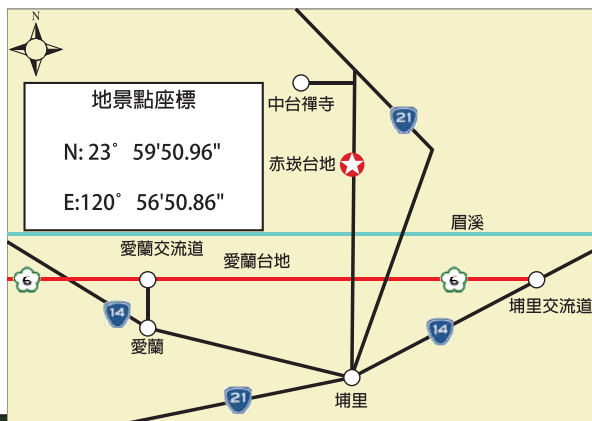 N
地景點座標
N: 23° 59'50.96"
E:120° 56'50.86"
中台禪寺
21
赤崁台地
眉溪
愛蘭交流道
愛蘭台地
6
6
埔里交流道
14
愛蘭
14
21
埔里